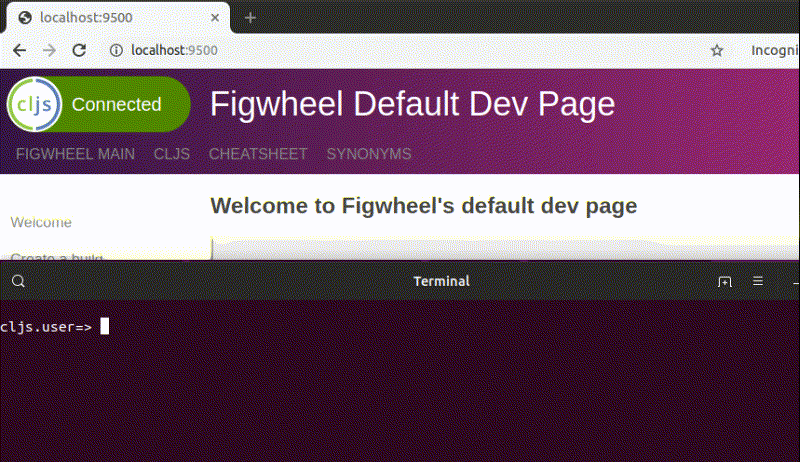 localhost:9500
localhost:9500
Incogni
cljs
Connected
Figwheel Default Dev Page
FIGWHEEL MAIN CLJS CHEATSHEET SYNONYMS
Welcome to Figwheel's default dev page
Welcome
Create a build
Terminal
cljs.user=>